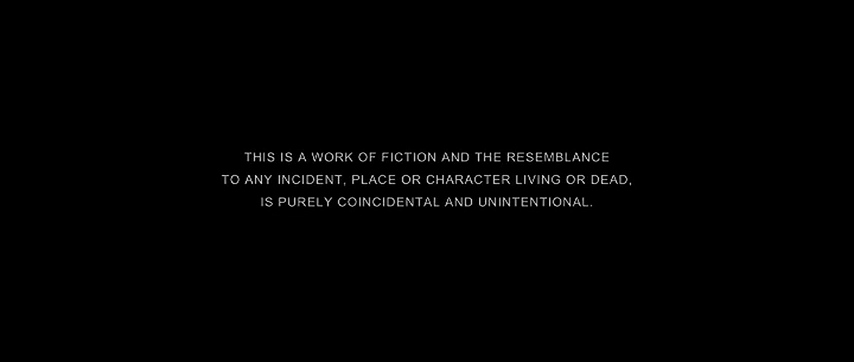 THIS IS A WORK OF FICTION AND THE RESEMBLANCE
TO ANY INCIDENT, PLACE OR CHARACTER LIVING OR DEAD,
IS PURELY COINCIDENTAL AND UNINTENTIONAL.